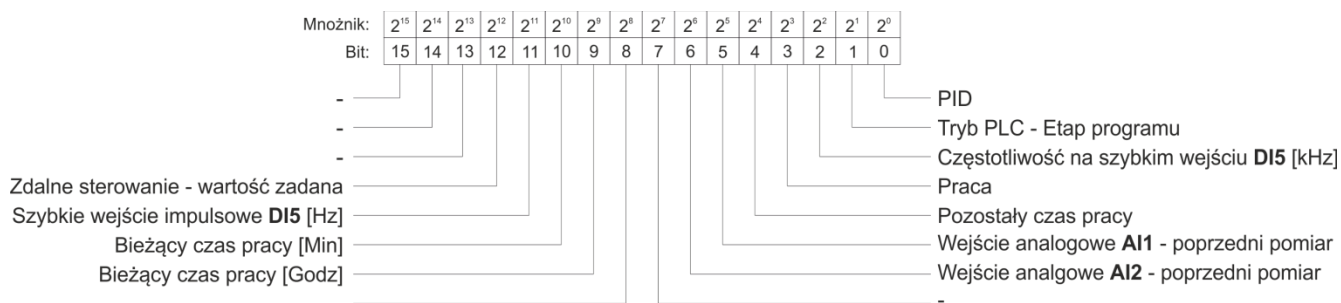 Mnożnik: 2¹⁵ 2¹⁴ 2¹³ 2¹² 2¹¹ 2¹⁰ 2⁹ 2⁸ 2⁷ 2⁶ 2⁵ 2⁴ 2³ 2² 2¹ 2⁰
Bit: 15 14 13 12 11 10 9 8 7 6 5 4 3 2 1 0
-
-
-
Zdalne sterowanie - wartość zadana
Szybkie wejście impulsowe DI5 [Hz]
Bieżący czas pracy [Min]
Bieżący czas pracy [Godz]
PID
Tryb PLC - Etap programu
Częstotliwość na szybkim wejściu DI5 [kHz]
Praca
Pozostały czas pracy
Wejście analogowe AI1 - poprzedni pomiar
Wejście analgowe AI2 - poprzedni pomiar
-